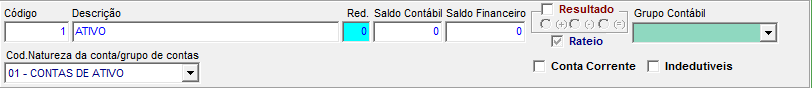 Código Descrição Red. Saldo Contábil Saldo Financeiro Resultado Grupo Contábil
1 ATIVO 0 0 0 (+) (-) (=)
Rateio
Cod.Natureza da conta/grupo de contas
01 - CONTAS DE ATIVO Conta Corrente Indedutiveis